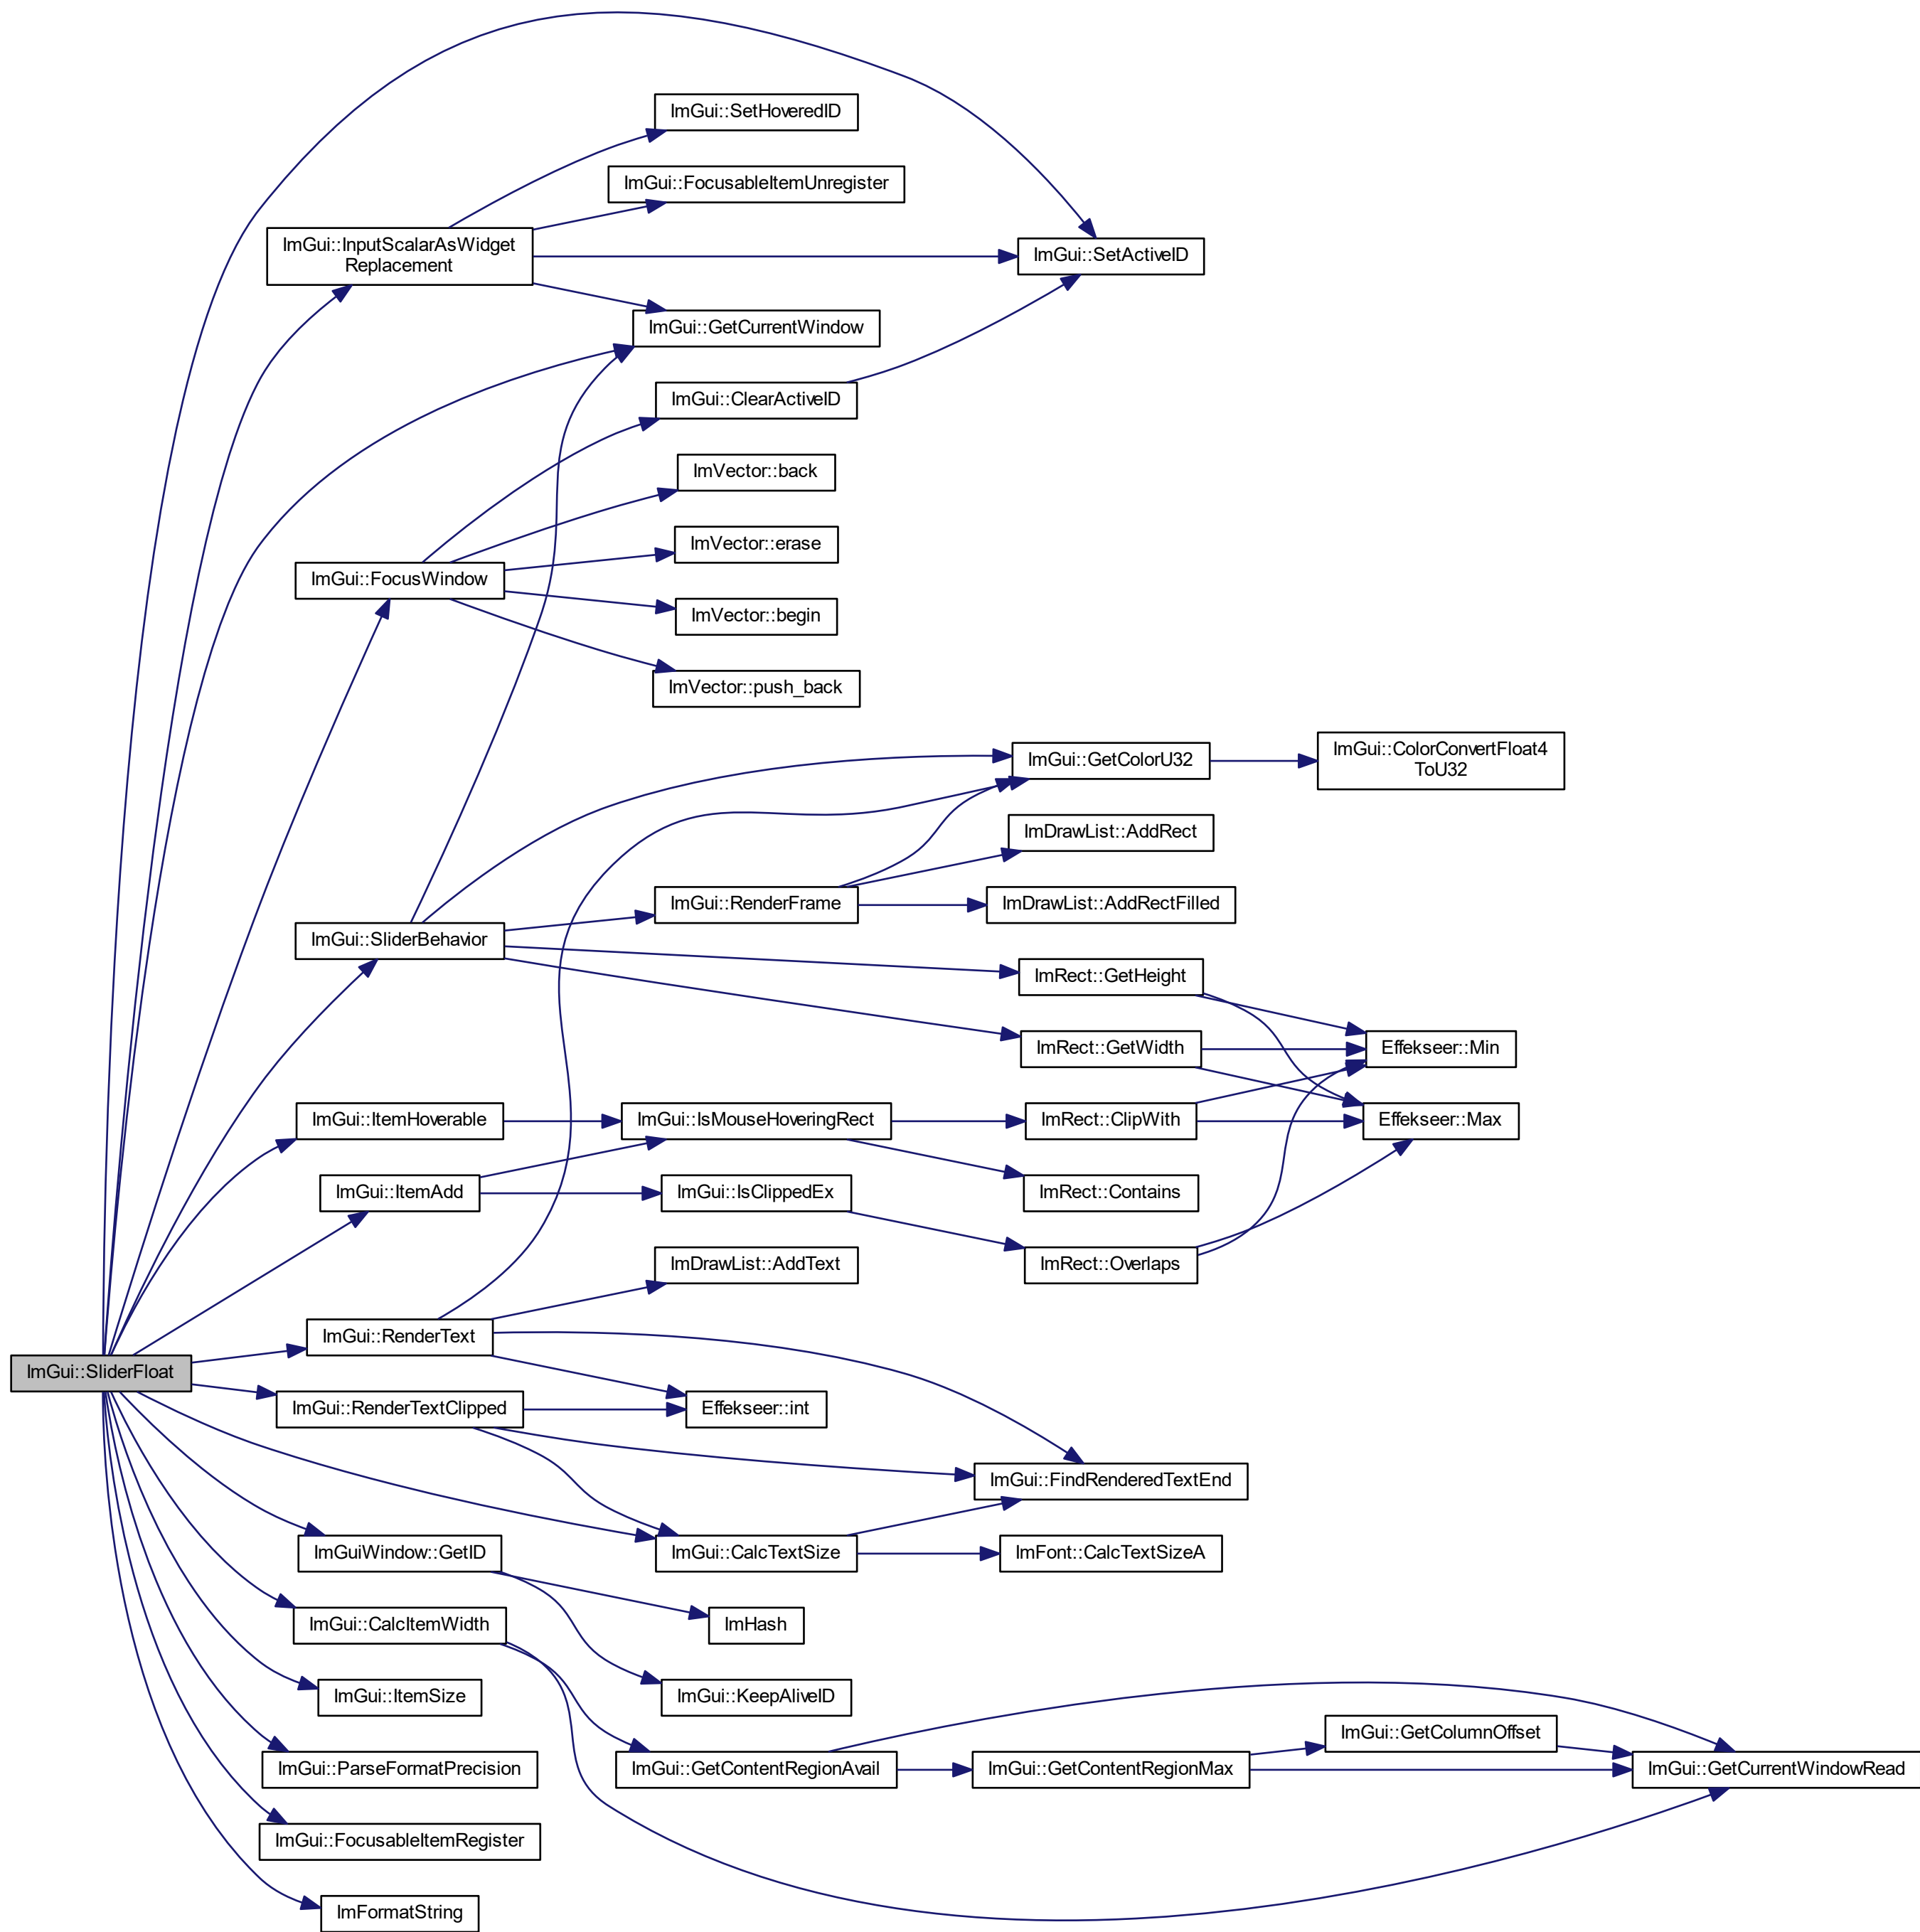 ImGui::SetHoveredID
ImGui::FocusableItemUnregister
ImGui::InputScalarAsWidget
Replacement
ImGui::SetActiveID
ImGui::GetCurrentWindow
ImGui::ClearActiveID
ImVector::back
ImVector::erase
ImGui::FocusWindow
ImVector::begin
ImVector::push_back
ImGui::GetColorU32
ImGui::ColorConvertFloat4
ToU32
ImDrawList::AddRect
ImGui::RenderFrame
ImDrawList::AddRectFilled
ImGui::SliderBehavior
ImRect::GetHeight
ImRect::GetWidth
Effekseer::Min
ImGui::ItemHoverable
ImGui::IsMouseHoveringRect
ImRect::ClipWith
Effekseer::Max
ImGui::ItemAdd
ImGui::IsClippedEx
ImRect::Contains
ImDrawList::AddText
ImRect::Overlaps
ImGui::RenderText
ImGui::SliderFloat
ImGui::RenderTextClipped
Effekseer::int
ImGui::FindRenderedTextEnd
ImGuiWindow::GetID
ImGui::CalcTextSize
ImFont::CalcTextSizeA
ImGui::CalcItemWidth
ImHash
ImGui::ItemSize
ImGui::KeepAliveID
ImGui::GetColumnOffset
ImGui::ParseFormatPrecision
ImGui::GetContentRegionAvail
ImGui::GetContentRegionMax
ImGui::GetCurrentWindowRead
ImGui::FocusableItemRegister
ImFormatString